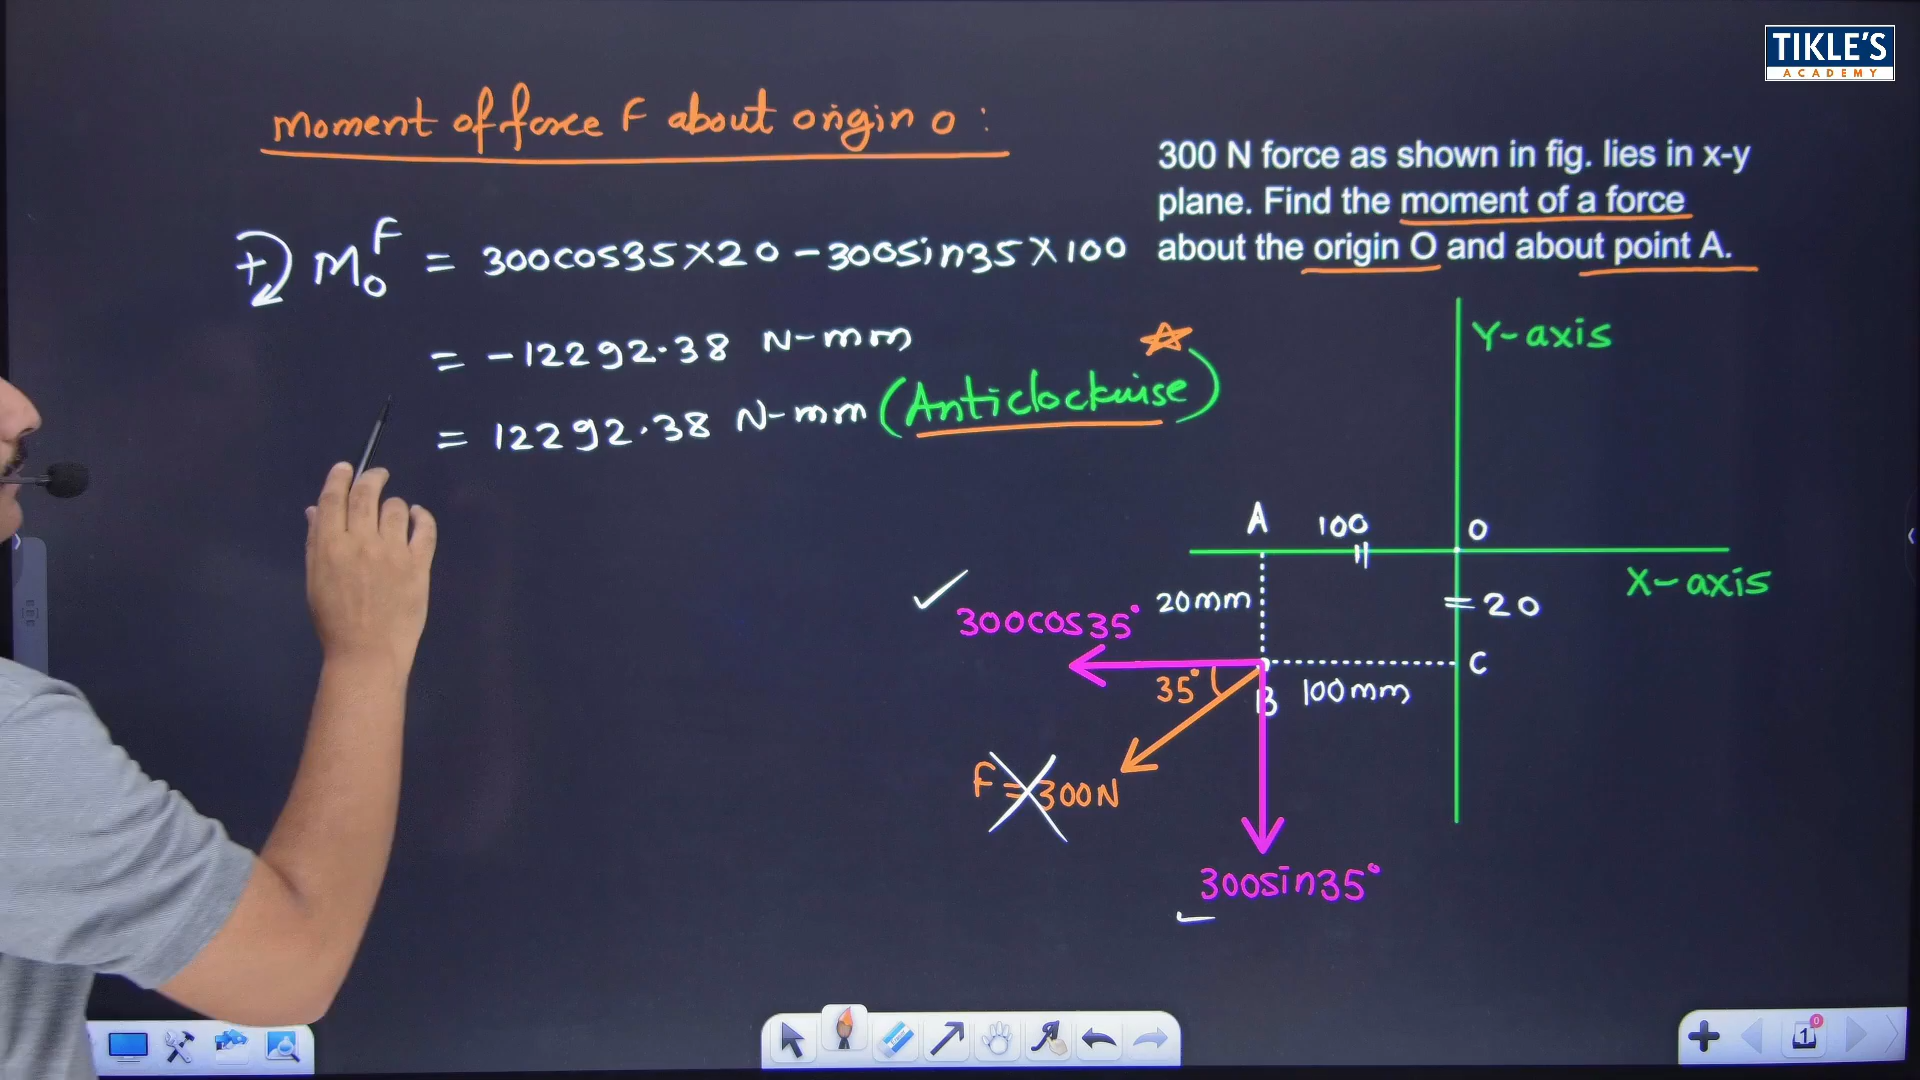 TIKLE'S
ACADEMY
Moment of force F about origin O :
300 N force as shown in fig. lies in x-y
plane. Find the moment of a force
about the origin O and about point A.
+ M_O^F = 300cos35×20 - 300sin35×100
= -12292.38 N-mm
= 12292.38 N-mm (Anticlockwise)
Y-axis
A 100 O
X-axis
20mm = 20
300cos35°
C
35° B 100mm
F = 300N
300sin35°
1
0